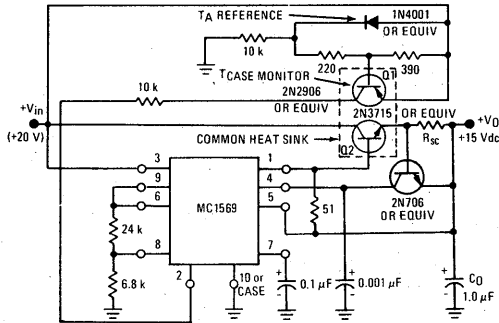 TA REFERENCE
1N4001
OR EQUIV
10 k
220
390
Q1
TCASE MONITOR
10 k
2N2906
OR EQUIV
2N3715
OR EQUIV
+Vin
(+20 V)
COMMON HEAT SINK
Q2
RSC
+VO
+15 Vdc
3
9
6
8
2
MC1569
1
4
5
7
10 or
CASE
51
2N706
OR EQUIV
24 k
6.8 k
+
0.1 µF
+
0.001 µF
+
CO
1.0 µF